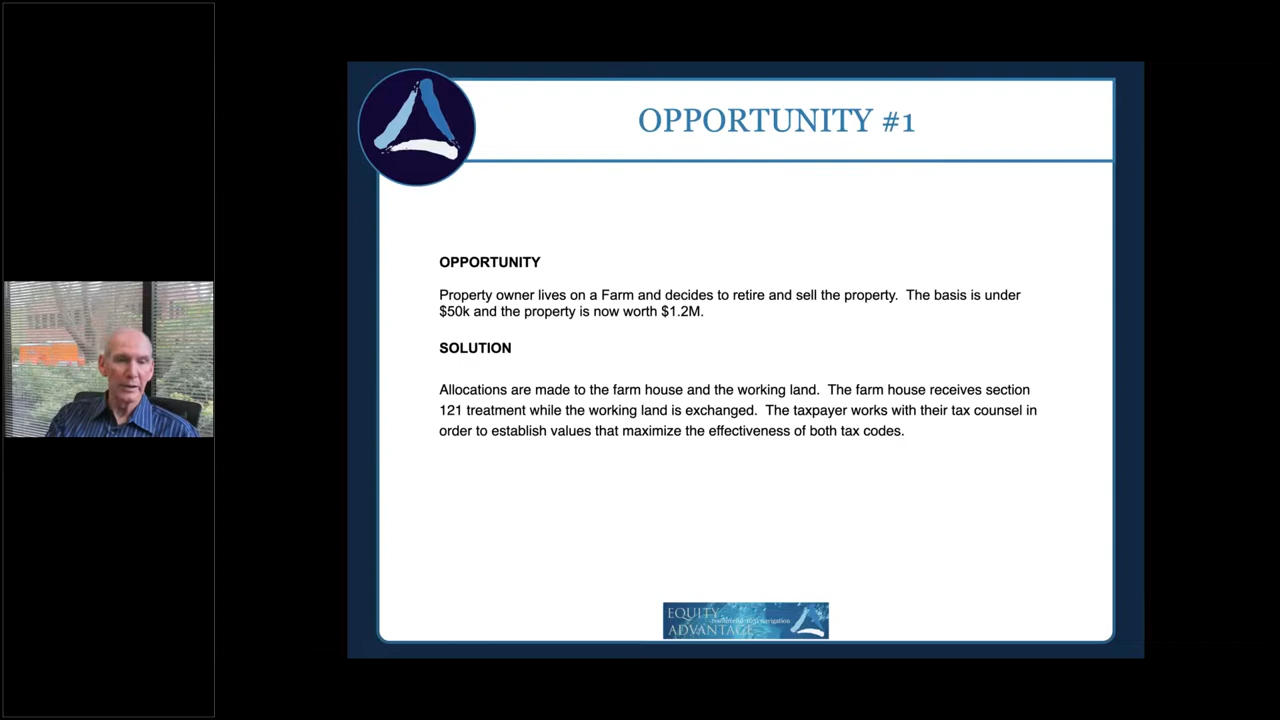 OPPORTUNITY #1
OPPORTUNITY
Property owner lives on a Farm and decides to retire and sell the property. The basis is under
$50k and the property is now worth $1.2M.
SOLUTION
Allocations are made to the farm house and the working land. The farm house receives section
121 treatment while the working land is exchanged. The taxpayer works with their tax counsel in
order to establish values that maximize the effectiveness of both tax codes.
EQUITY
ADVANTAGE
navigation